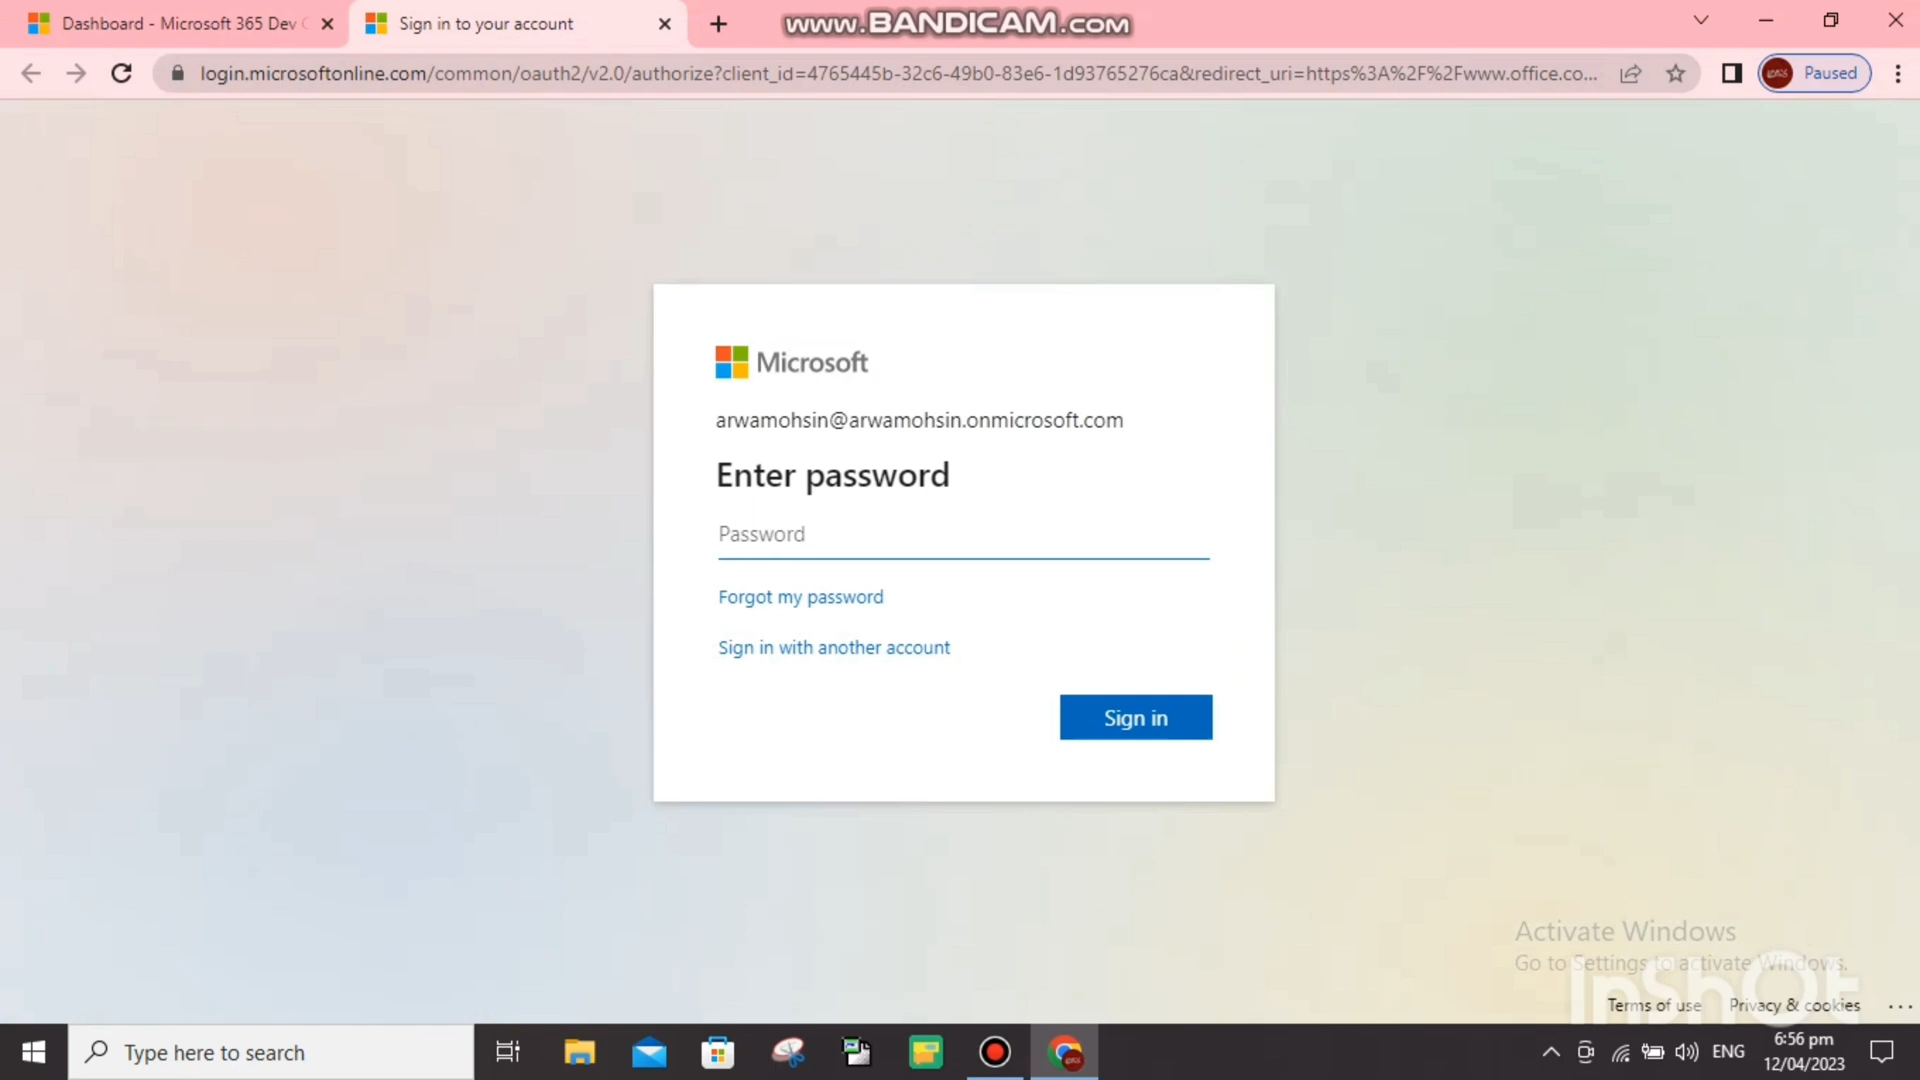 Dashboard - Microsoft 365 Dev
Sign in to your account
www.BANDICAM.com
login.microsoftonline.com/common/oauth2/v2.0/authorize?client_id=4765445b-32c6-49b0-83e6-1d93765276ca&redirect_uri=https%3A%2F%2Fwww.office.co...
Paused
Microsoft
arwamohsin@arwamohsin.onmicrosoft.com
Enter password
Password
Forgot my password
Sign in with another account
Sign in
Activate Windows
Go to Settings to activate Windows.
InShOt
Terms of use
Privacy & cookies
...
Type here to search
ENG
6:56 pm
12/04/2023